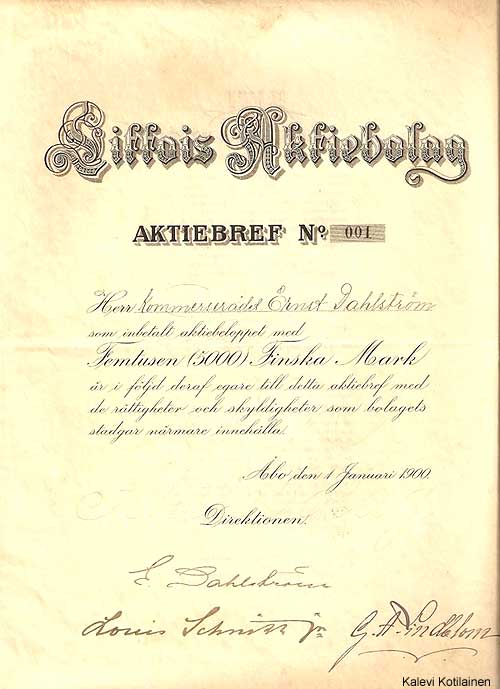 Littois Aktiebolag
AKTIEBREF No 001
Herr Kommerserådet Ernst Dahlström
som inbetalt aktiebeloppet med
Femtusen (5000) Finska Mark
är i följd deraf egare till detta aktiebref med
de rättigheter och skyldigheter som bolagets
stadgar närmare innehålla.
Åbo, den 1 Januari 1900.
Direktionen.
E. Dahlström
Louis Schnitt jr. G. A. Lindblom
Kalevi Kotilainen